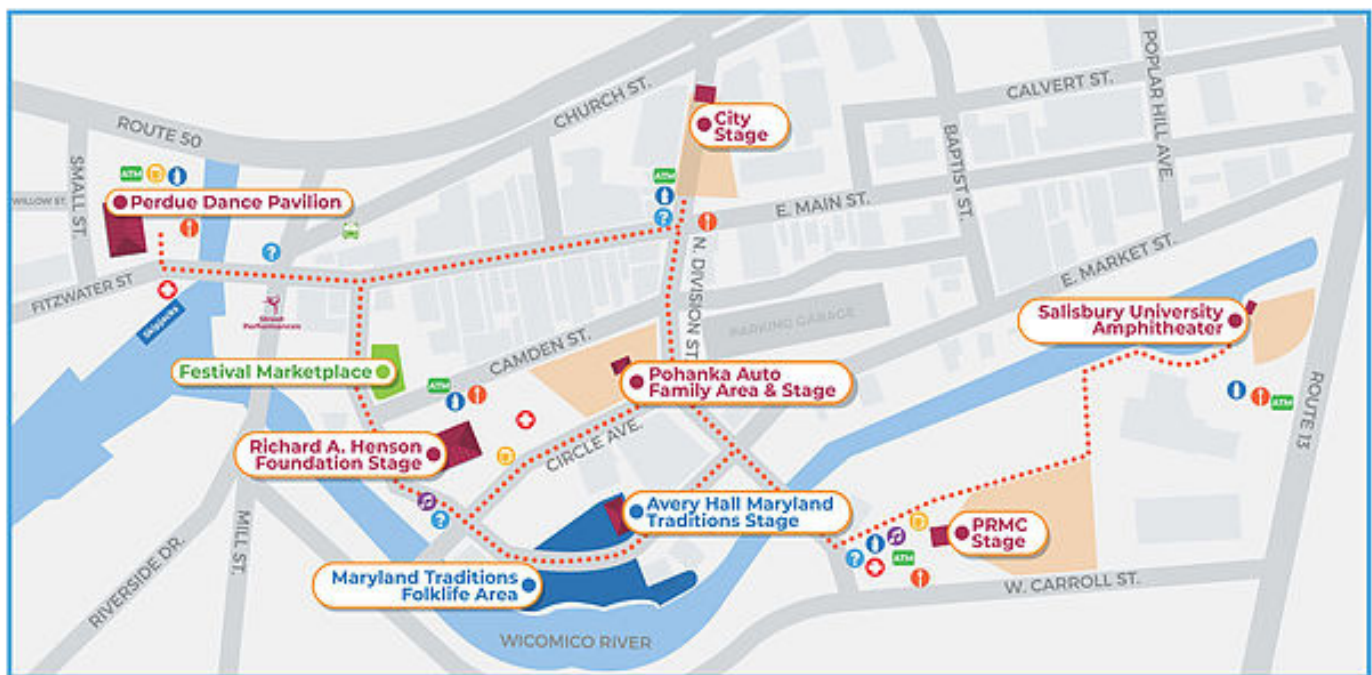 ROUTE 50
CHURCH ST.
City
Stage
CALVERT ST.
POPLAR HILL AVE.
BAPTIST ST.
SMALL ST.
WILLOW ST.
ATM
Perdue Dance Pavilion
ATM
?
E. MAIN ST.
N. DIVISION ST.
E. MARKET ST.
?
FITZWATER ST
Skipjacks
Street
Performances
PARKING GARAGE
Salisbury University
Amphitheater
Festival Marketplace
CAMDEN ST.
ATM
Pohanka Auto
Family Area & Stage
ATM
ROUTE 13
Richard A. Henson
Foundation Stage
CIRCLE AVE.
?
Avery Hall Maryland
Traditions Stage
PRMC
Stage
?
ATM
MILL ST.
RIVERSIDE DR.
Maryland Traditions
Folklife Area
W. CARROLL ST.
WICOMICO RIVER